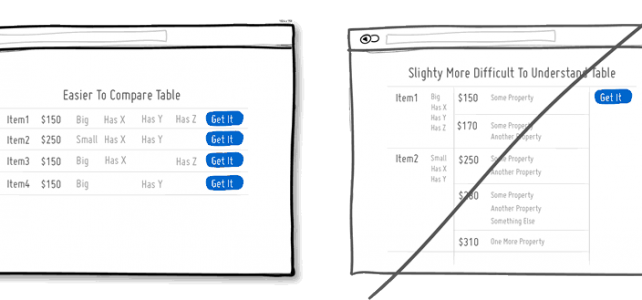 Easier To Compare Table
Item1 $150 Big Has X Has Y Has Z Get It
Item2 $250 Small Has X Has Y Get It
Item3 $150 Big Has X Has Z Get It
Item4 $150 Big Has Y Get It
Slighty More Difficult To Understand Table
Item1 Big $150 Some Property Get It
Has X
Has Y
Has Z
$170 Some Property
Another Property
Item2 Small $250 Some Property
Has X
Another Property
Has Y
$280 Some Property
Another Property
Something Else
$310 One More Property